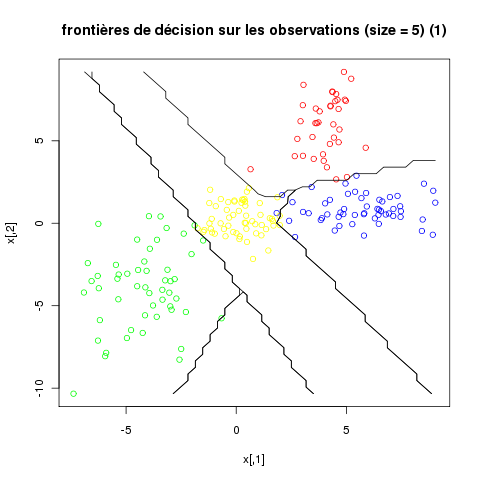 frontières de décision sur les observations (size = 5) (1)
5
0
-5
-10
x[,2]
-5
0
5
x[,1]